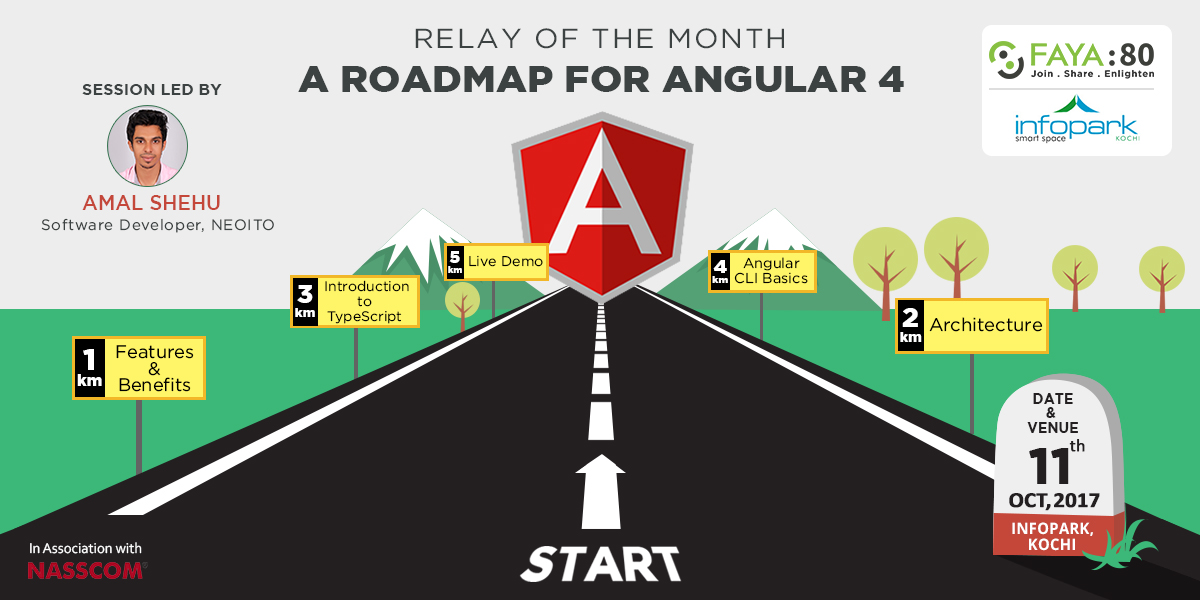 RELAY OF THE MONTH
A ROADMAP FOR ANGULAR 4
SESSION LED BY
AMAL SHEHU
Software Developer, NEOITO
FAYA:80
Join . Share . Enlighten
infopark
smart space KOCHI
A
5
km
Live Demo
4
km
Angular
CLI Basics
3
km
Introduction
to
TypeScript
2
km
Architecture
1
km
Features
&
Benefits
DATE
&
VENUE
11th
OCT, 2017
INFOPARK,
KOCHI
START
In Association with
NASSCOM®